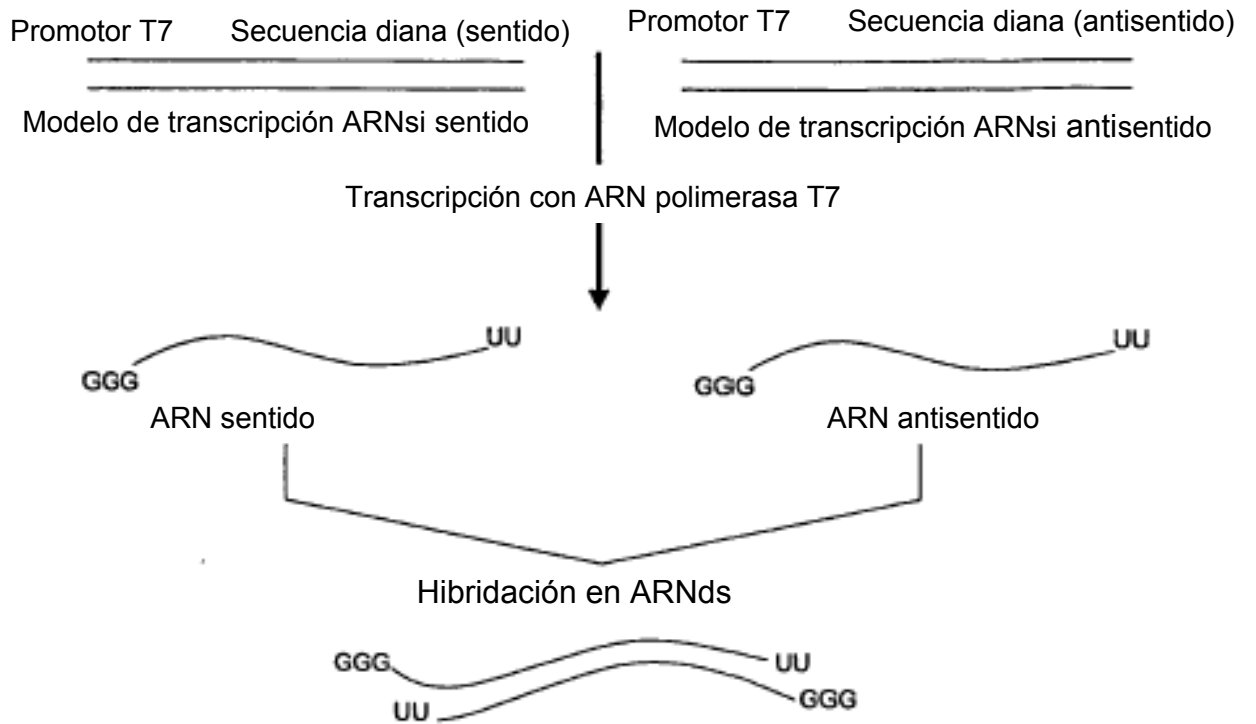 Promotor T7 Secuencia diana (sentido)
Modelo de transcripción ARNsi sentido
Promotor T7 Secuencia diana (antisentido)
Modelo de transcripción ARNsi antisentido
Transcripción con ARN polimerasa T7
GGG UU
ARN sentido
GGG UU
ARN antisentido
Hibridación en ARNds
GGG UU
UU GGG